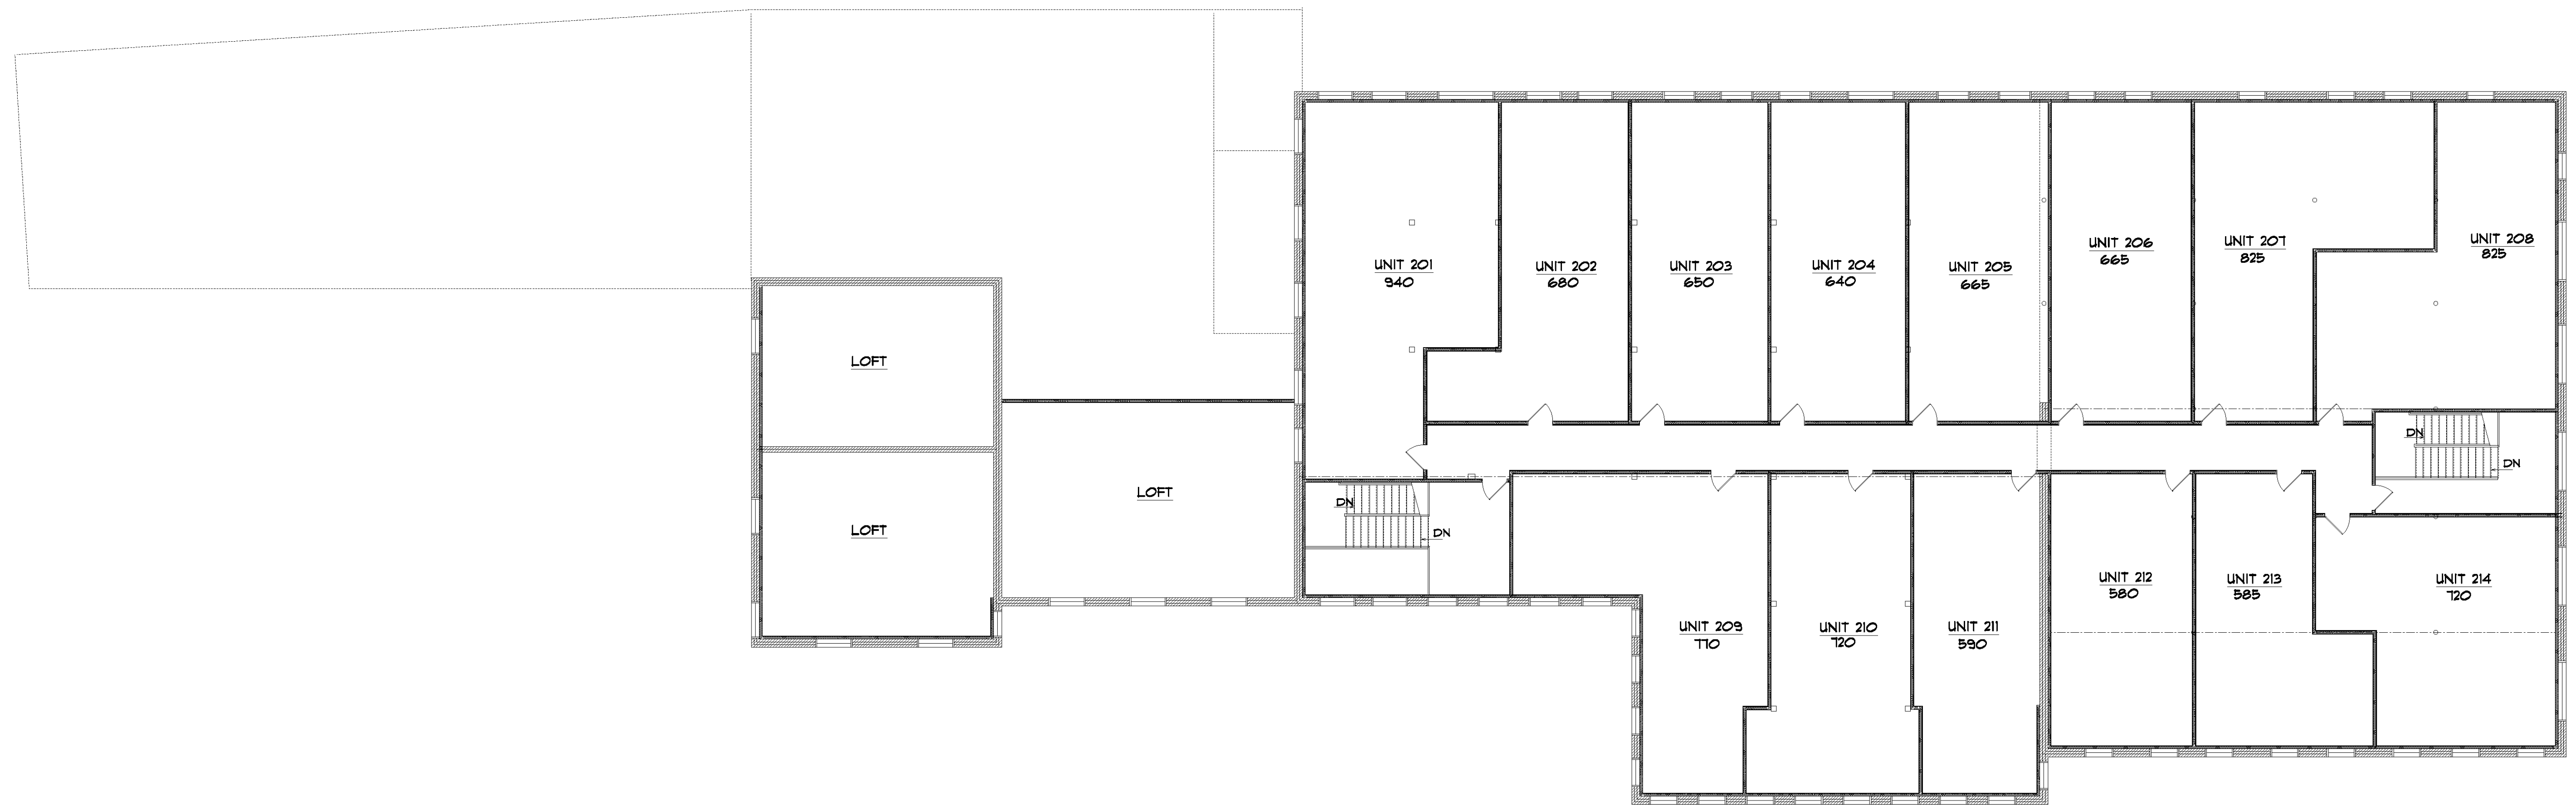 UNIT 201
940
UNIT 202
680
UNIT 203
650
UNIT 204
640
UNIT 205
665
UNIT 206
665
UNIT 207
825
UNIT 208
825
LOFT
LOFT
LOFT
DN
DN
DN
DN
UNIT 209
770
UNIT 210
720
UNIT 211
590
UNIT 212
580
UNIT 213
585
UNIT 214
720